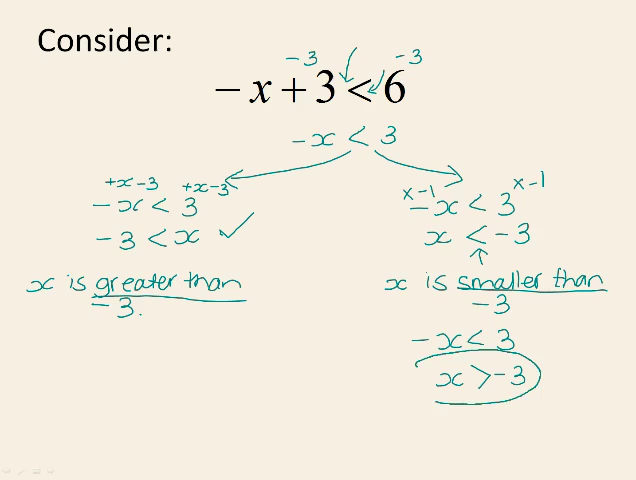 Consider:
−3 −3
−x + 3 < 6
−x < 3
+x −3 +x −3
−x < 3
−3 < x ✓
x is greater than
−3.
x −1 x −1
−x < 3
x < −3
x is smaller than
−3
−x < 3
x > −3